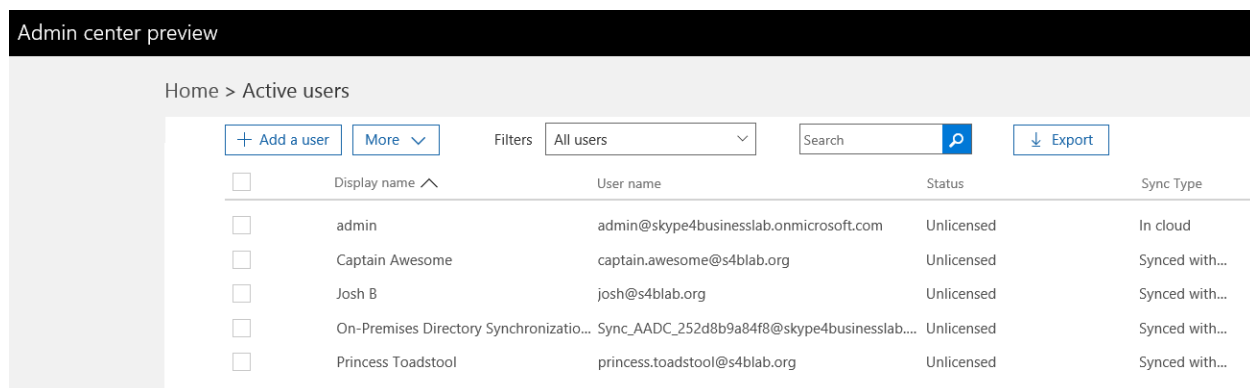 Admin center preview
Home > Active users
+ Add a user More Filters All users Search Export
Display name User name Status Sync Type
admin admin@skype4businesslab.onmicrosoft.com Unlicensed In cloud
Captain Awesome captain.awesome@s4blab.org Unlicensed Synced with...
Josh B josh@s4blab.org Unlicensed Synced with...
On-Premises Directory Synchronizatio... Sync_AADC_252d8b9a84f8@skype4businesslab.... Unlicensed Synced with...
Princess Toadstool princess.toadstool@s4blab.org Unlicensed Synced with...